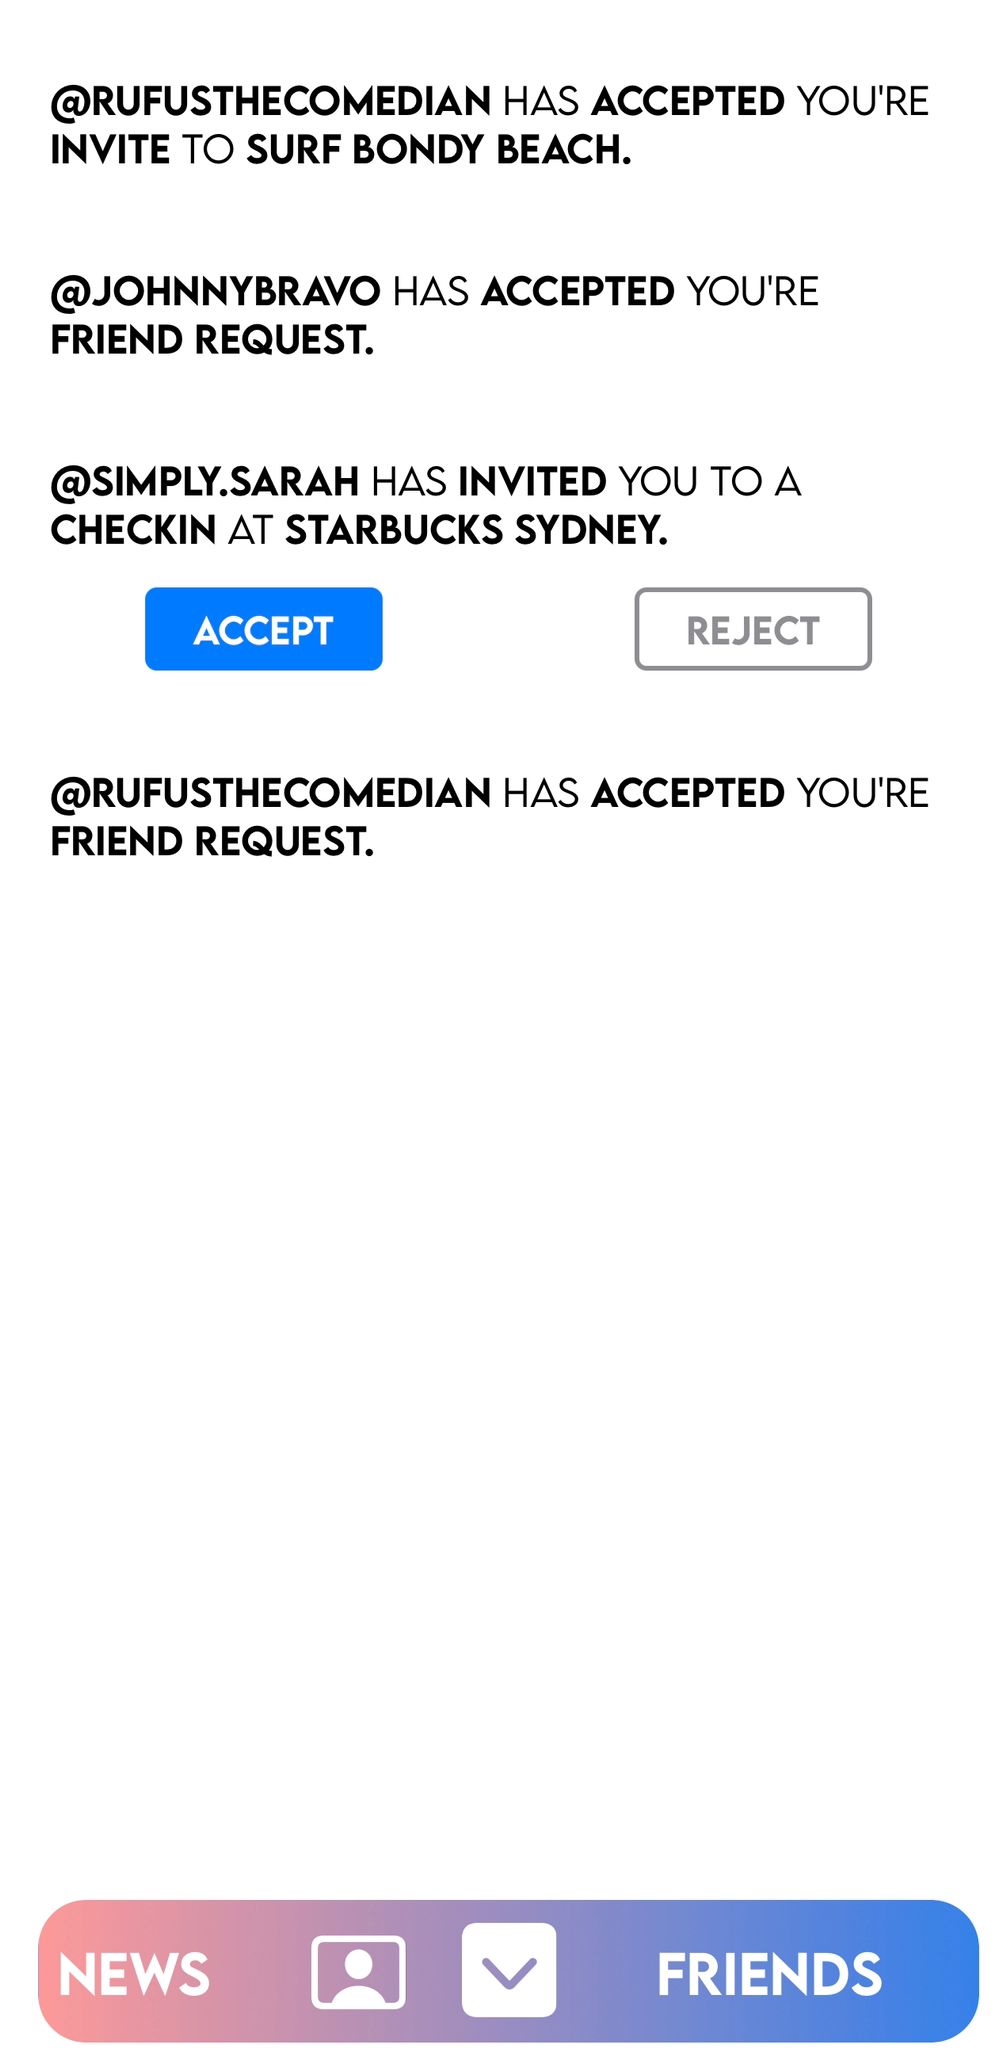 @RUFUSTHECOMEDIAN HAS ACCEPTED YOU'RE
INVITE TO SURF BONDY BEACH.
@JOHNNYBRAVO HAS ACCEPTED YOU'RE
FRIEND REQUEST.
@SIMPLY.SARAH HAS INVITED YOU TO A
CHECKIN AT STARBUCKS SYDNEY.
ACCEPT REJECT
@RUFUSTHECOMEDIAN HAS ACCEPTED YOU'RE
FRIEND REQUEST.
NEWS FRIENDS